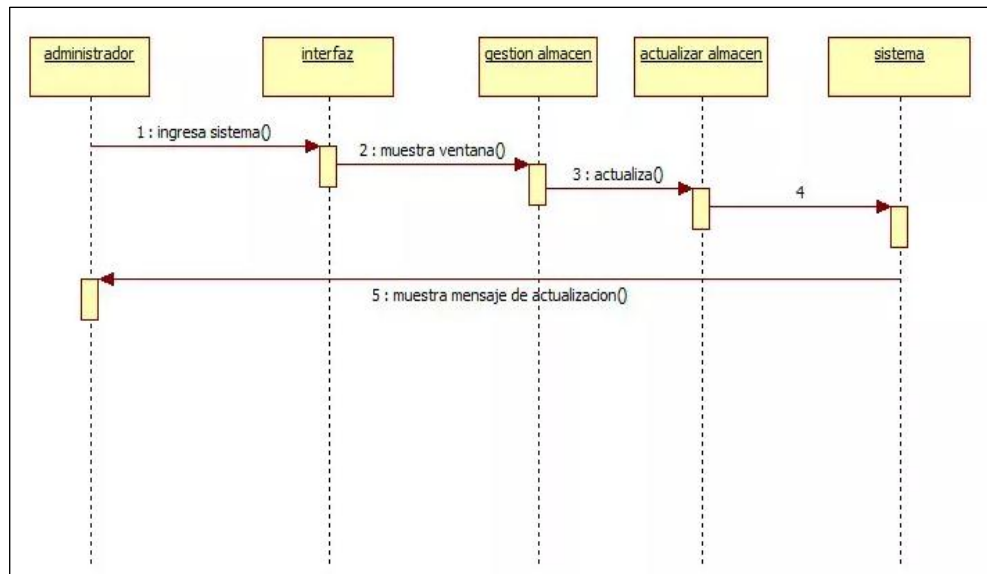 administrador
interfaz
gestion almacen
actualizar almacen
sistema
1 : ingresa sistema()
2 : muestra ventana()
3 : actualiza()
4
5 : muestra mensaje de actualizacion()